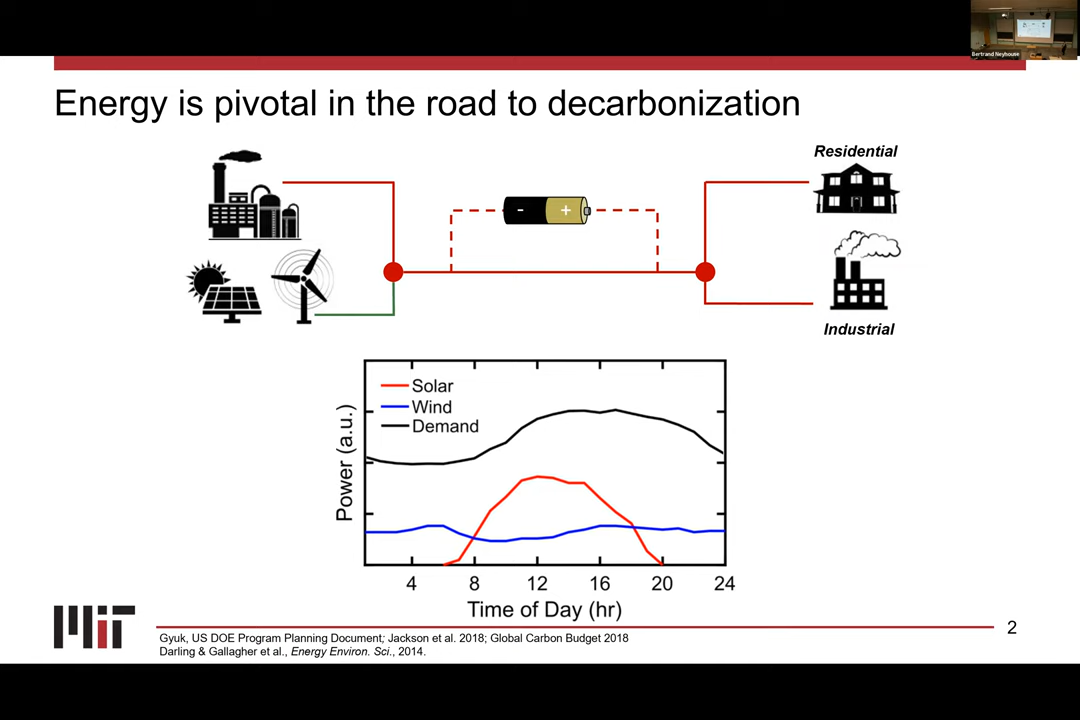 Bertrand Neyhouse
Energy is pivotal in the road to decarbonization
Residential
- +
Industrial
Solar
Wind
Demand
Power (a.u.)
4 8 12 16 20 24
Time of Day (hr)
MIT
Gyuk, US DOE Program Planning Document; Jackson et al. 2018; Global Carbon Budget 2018
Darling & Gallagher et al., Energy Environ. Sci., 2014.
2